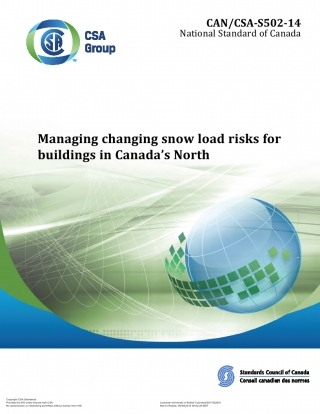 CAN/CSA-S502-14
National Standard of Canada
CSA
Group
Managing changing snow load risks for
buildings in Canada's North
Standards Council of Canada
Conseil canadien des normes